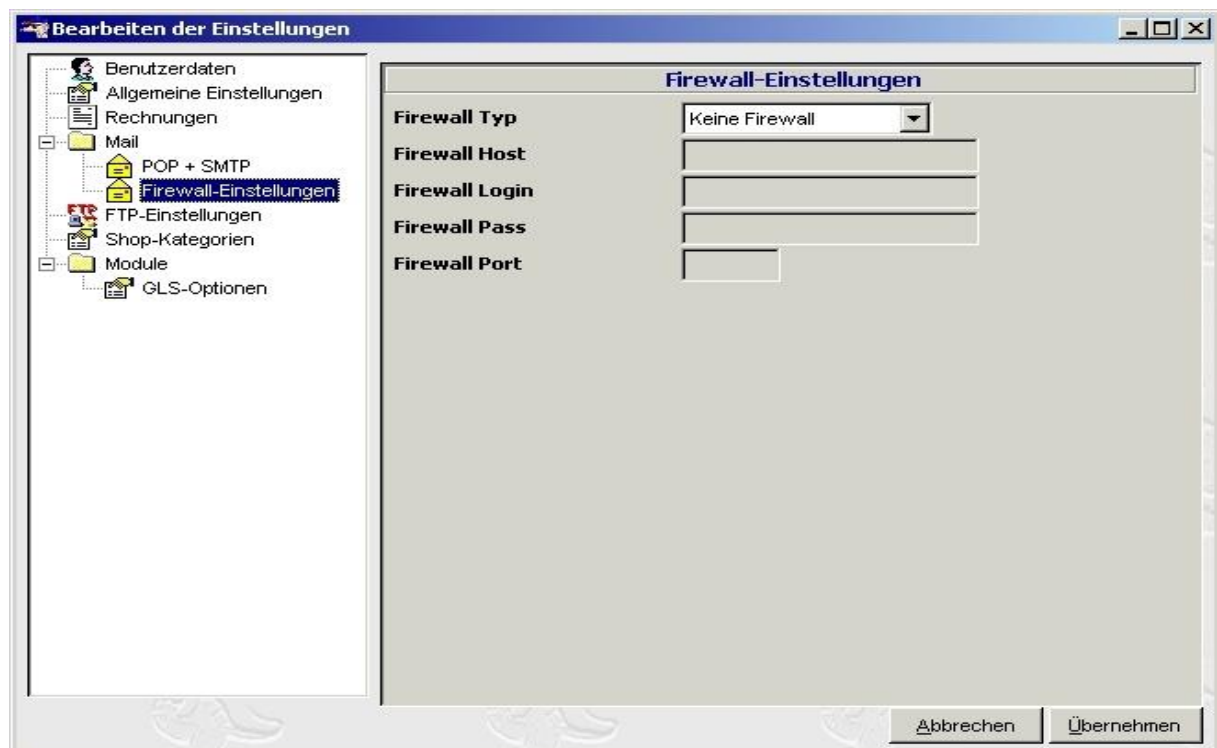 Bearbeiten der Einstellungen
Benutzerdaten
Allgemeine Einstellungen
Rechnungen
Mail
POP + SMTP
Firewall-Einstellungen
FTP
FTP-Einstellungen
Shop-Kategorien
Module
GLS-Optionen
Firewall-Einstellungen
Firewall Typ
Keine Firewall
Firewall Host
Firewall Login
Firewall Pass
Firewall Port
Abbrechen
Übernehmen